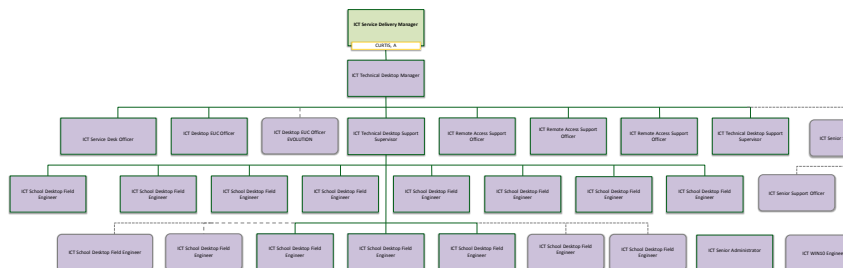 ICT Service Delivery Manager
CURTIS, A
ICT Technical Desktop Manager
ICT Service Desk Officer
ICT Desktop EUC Officer
ICT Desktop EUC Officer
EVOLUTION
ICT Technical Desktop Support
Supervisor
ICT Remote Access Support
Officer
ICT Remote Access Support
Officer
ICT Remote Access Support
Officer
ICT Technical Desktop Support
Supervisor
ICT Senior
ICT School Desktop Field
Engineer
ICT School Desktop Field
Engineer
ICT School Desktop Field
Engineer
ICT School Desktop Field
Engineer
ICT School Desktop Field
Engineer
ICT School Desktop Field
Engineer
ICT School Desktop Field
Engineer
ICT School Desktop Field
Engineer
ICT Senior Support Officer
ICT School Desktop Field Engineer
ICT School Desktop Field
Engineer
ICT School Desktop Field
Engineer
ICT School Desktop Field
Engineer
ICT School Desktop Field
Engineer
ICT School Desktop Field
Engineer
ICT School Desktop Field
Engineer
ICT Senior Administrator
ICT WIN10 Engineer